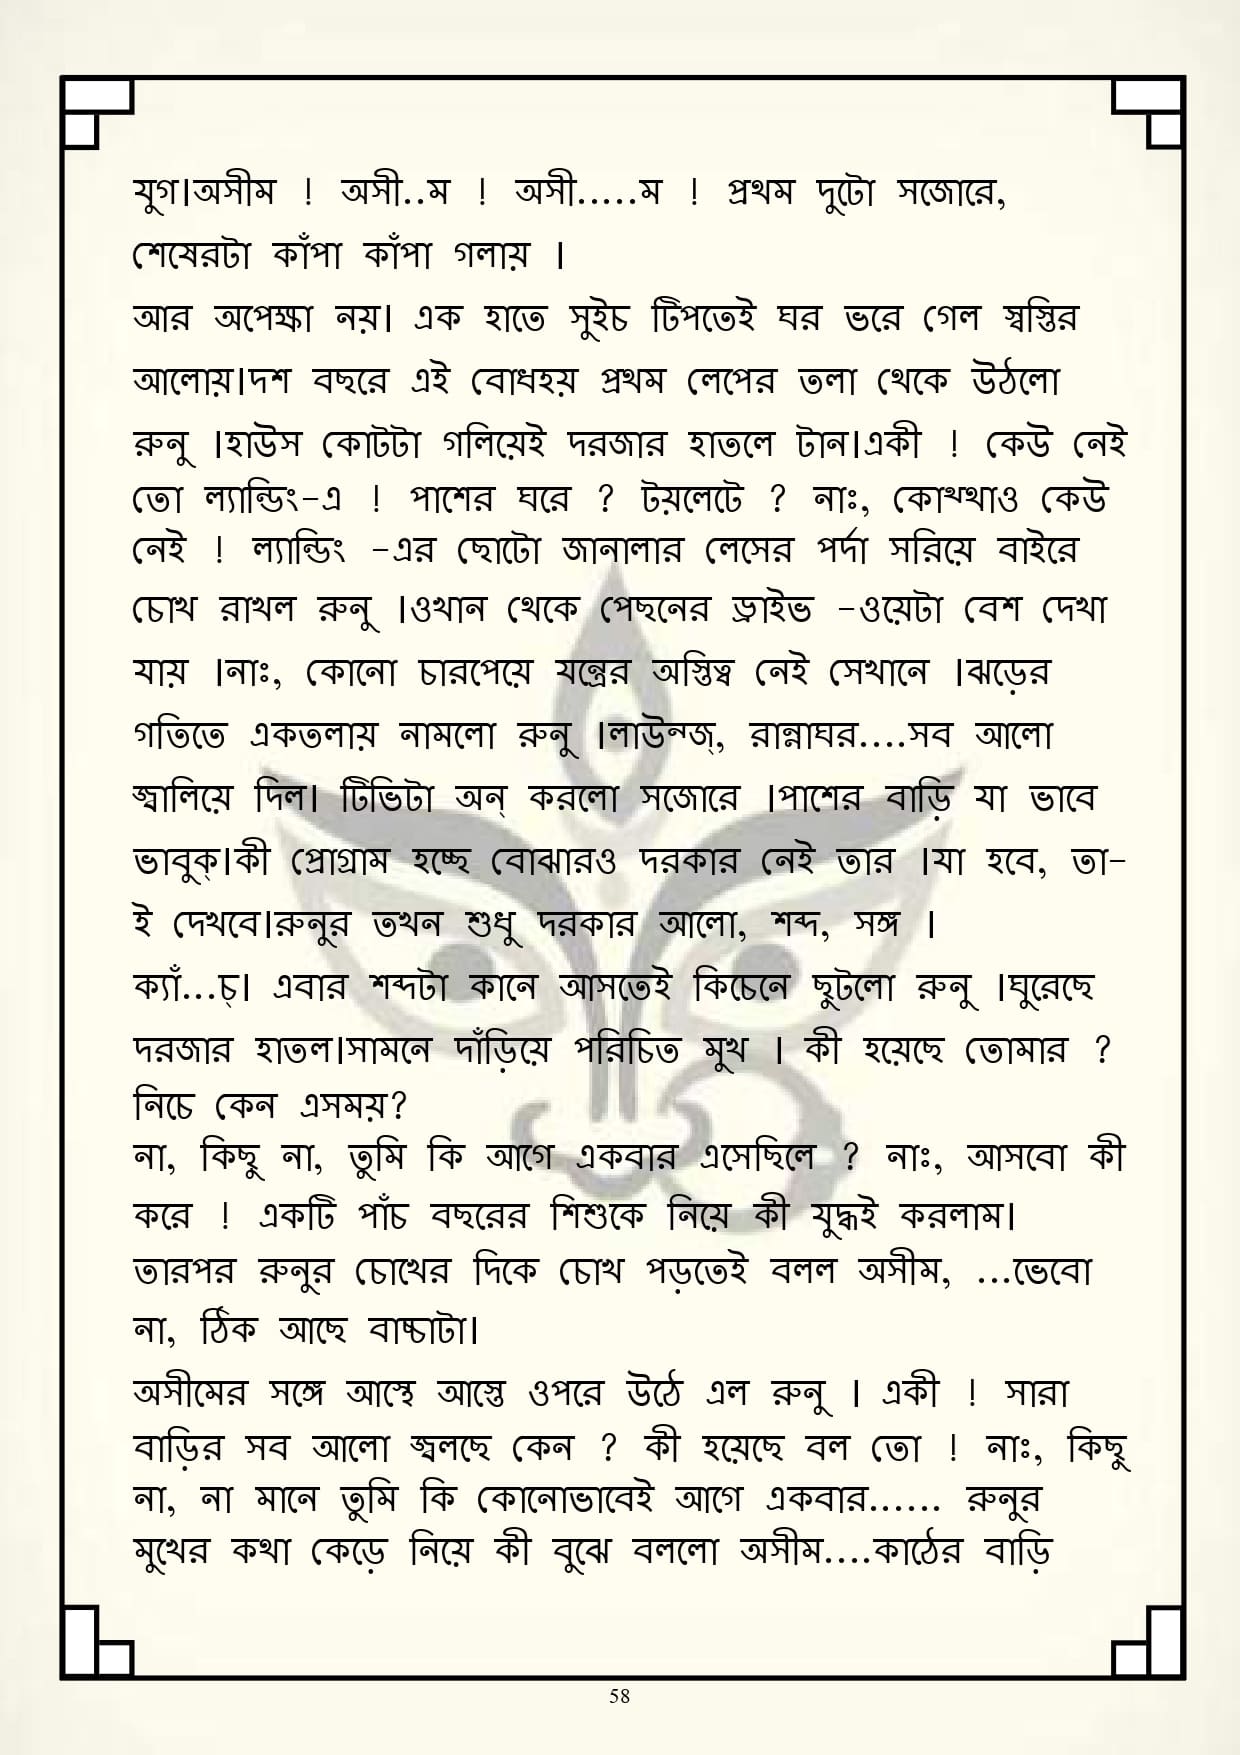 যুগ।অসীম ! অসী..ম ! অসী.....ম ! প্রথম দুটো সজোরে,
শেষেরটা কাঁপা কাঁপা গলায় ।
আর অপেক্ষা নয়। এক হাতে সুইচ টিপতেই ঘর ভরে গেল স্বস্তির
আলোয়।দশ বছরে এই বোধহয় প্রথম লেপের তলা থেকে উঠলো
রুনু ।হাউস কোটটা গলিয়েই দরজার হাতলে টান।একী ! কেউ নেই
তো ল্যান্ডিং-এ ! পাশের ঘরে ? টয়লেটে ? নাঃ, কোত্থাও কেউ
নেই ! ল্যান্ডিং -এর ছোটো জানালার লেসের পর্দা সরিয়ে বাইরে
চোখ রাখল রুনু ।ওখান থেকে পেছনের ড্রাইভ -ওয়েটা বেশ দেখা
যায় ।নাঃ, কোনো চারপেয়ে যন্ত্রের অস্তিত্ব নেই সেখানে ।ঝড়ের
গতিতে একতলায় নামলো রুনু ।লাউন্জ্, রান্নাঘর....সব আলো
জ্বালিয়ে দিল। টিভিটা অন্ করলো সজোরে ।পাশের বাড়ি যা ভাবে
ভাবুক্।কী প্রোগ্রাম হচ্ছে বোঝারও দরকার নেই তার ।যা হবে, তা-
ই দেখবে।রুনুর তখন শুধু দরকার আলো, শব্দ, সঙ্গ ।
ক্যাঁ...চ্। এবার শব্দটা কানে আসতেই কিচেনে ছুটলো রুনু ।ঘুরেছে
দরজার হাতল।সামনে দাঁড়িয়ে পরিচিত মুখ । কী হয়েছে তোমার ?
নিচে কেন এসময়?
না, কিছু না, তুমি কি আগে একবার এসেছিলে ? নাঃ, আসবো কী
করে ! একটি পাঁচ বছরের শিশুকে নিয়ে কী যুদ্ধই করলাম।
তারপর রুনুর চোখের দিকে চোখ পড়তেই বলল অসীম, ...ভেবো
না, ঠিক আছে বাচ্চাটা।
অসীমের সঙ্গে আস্থে আস্তে ওপরে উঠে এল রুনু । একী ! সারা
বাড়ির সব আলো জ্বলছে কেন ? কী হয়েছে বল তো ! নাঃ, কিছু
না, না মানে তুমি কি কোনোভাবেই আগে একবার...... রুনুর
মুখের কথা কেড়ে নিয়ে কী বুঝে বললো অসীম....কাঠের বাড়ি
58